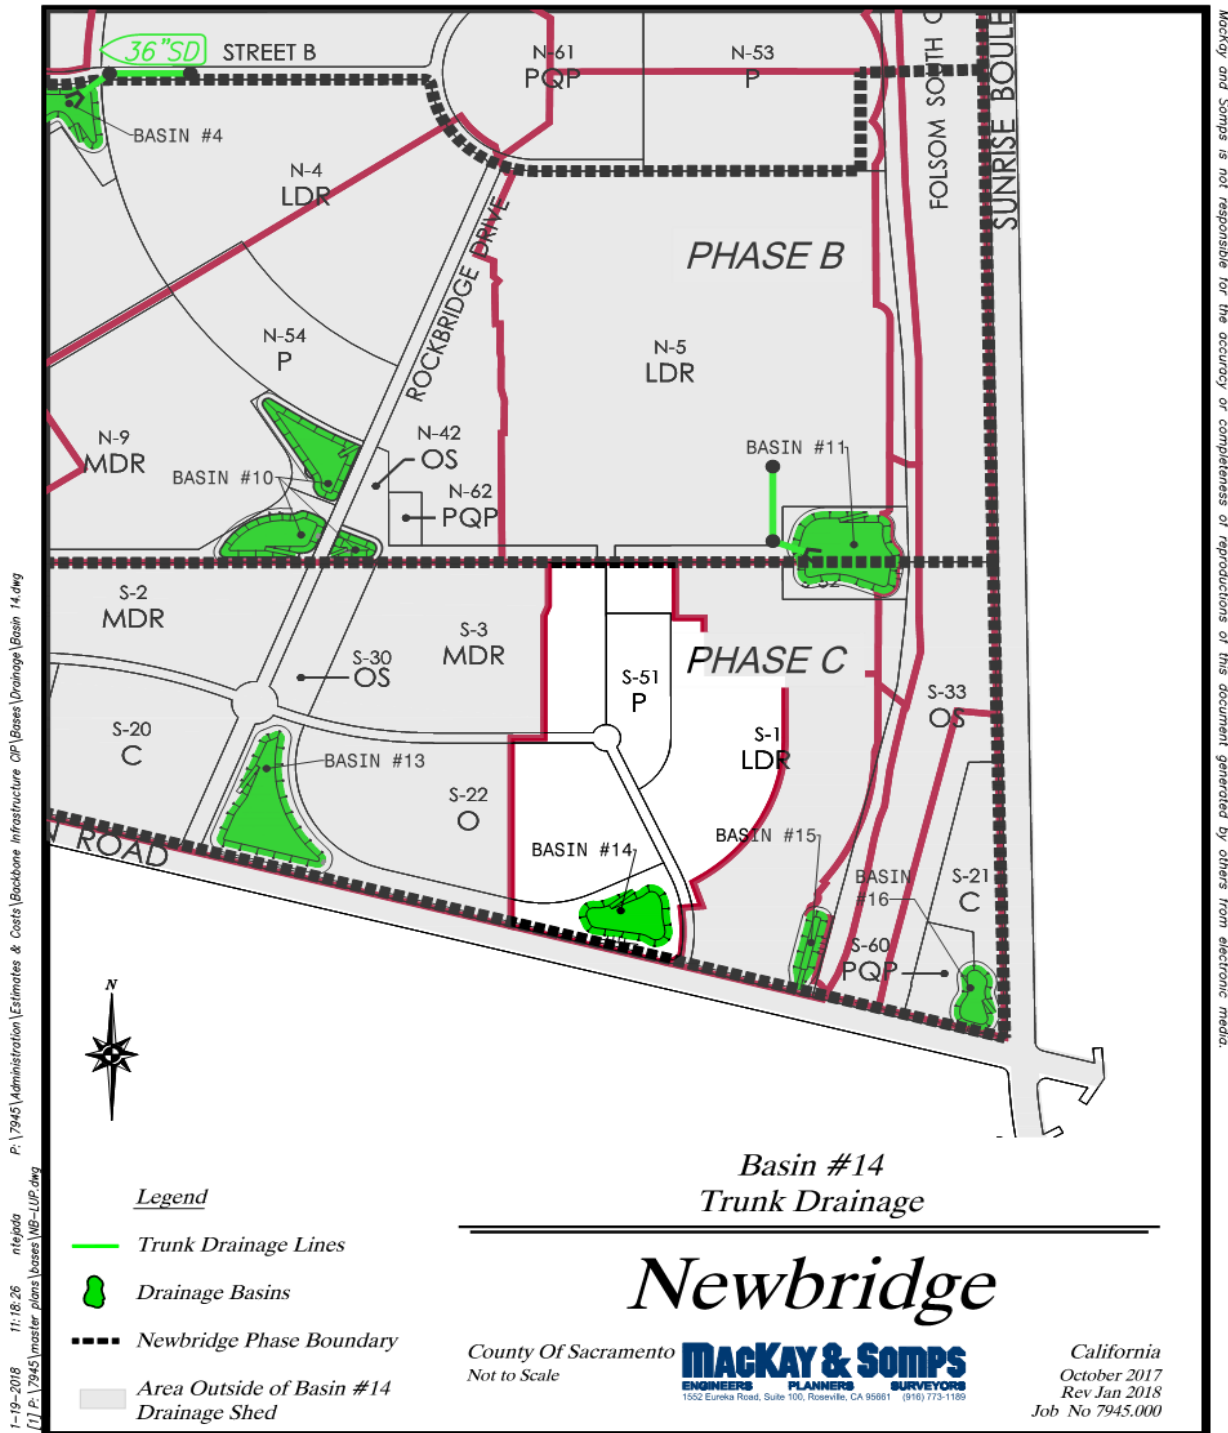 36"SD
STREET B
N-61
PQP
N-53
P
FOLSOM SOUTH C
SUNRISE BOULE
BASIN #4
N-4
LDR
ROCKBRIDGE DRIVE
PHASE B
N-54
P
N-5
LDR
N-9
MDR
BASIN #10
N-42
OS
N-62
PQP
BASIN #11
S-2
MDR
S-3
MDR
S-30
OS
S-51
P
PHASE C
S-33
OS
S-20
C
BASIN #13
S-22
O
S-1
LDR
ROAD
BASIN #14
BASIN #15
BASIN
#16
S-21
C
S-60
PQP
N
Basin #14
Trunk Drainage
Legend
Trunk Drainage Lines
Drainage Basins
Newbridge Phase Boundary
Area Outside of Basin #14
Drainage Shed
Newbridge
County Of Sacramento
Not to Scale
MACKAY & SOMPS
ENGINEERS PLANNERS SURVEYORS
1552 Eureka Road, Suite 100, Roseville, CA 95661 (916) 773-1189
California
October 2017
Rev Jan 2018
Job No 7945.000
1-19-2018 11:18:26 ntejada P:\7945\Administration\Estimates & Costs\Backbone Infrastructure CIP\Bases\Drainage\Basin 14.dwg
[1] P:\7945\master plans\bases\NB-LUP.dwg
MacKay and Somps is not responsible for the accuracy or completeness of reproductions of this document generated by others from electronic media.